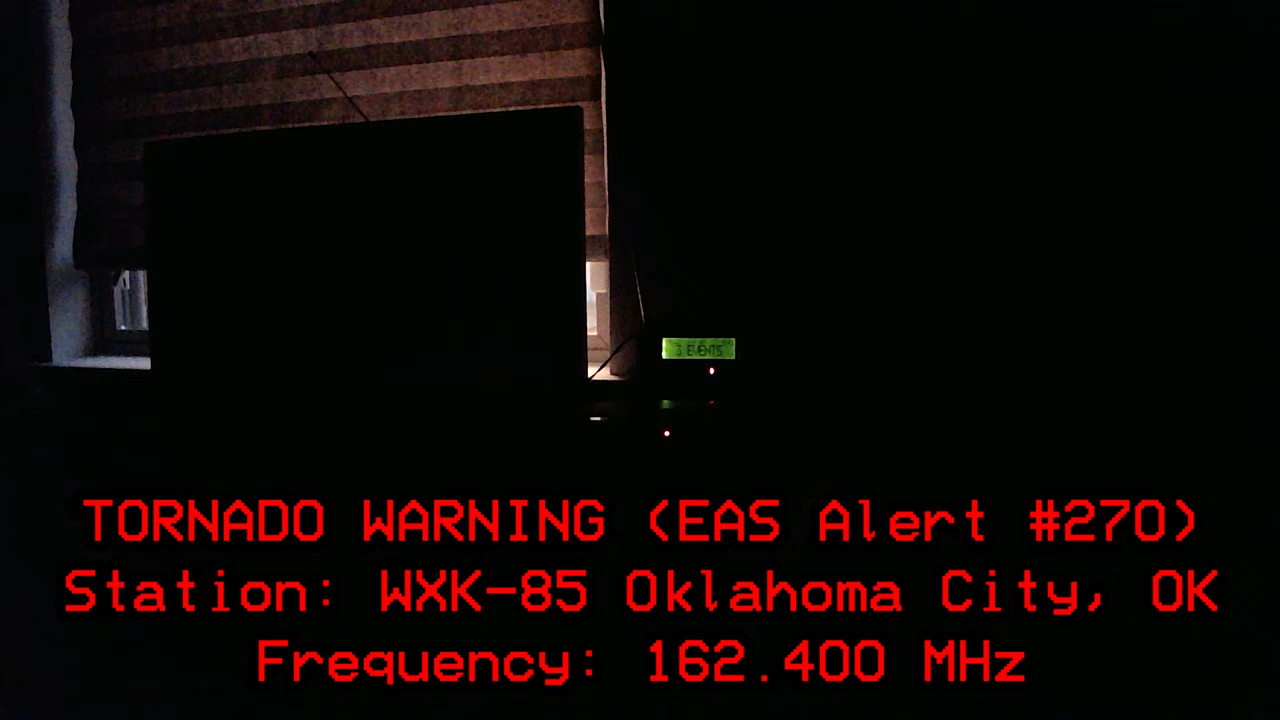 3 EVENTS
TORNADO WARNING (EAS Alert #270)
Station: WXK-85 Oklahoma City, OK
Frequency: 162.400 MHz